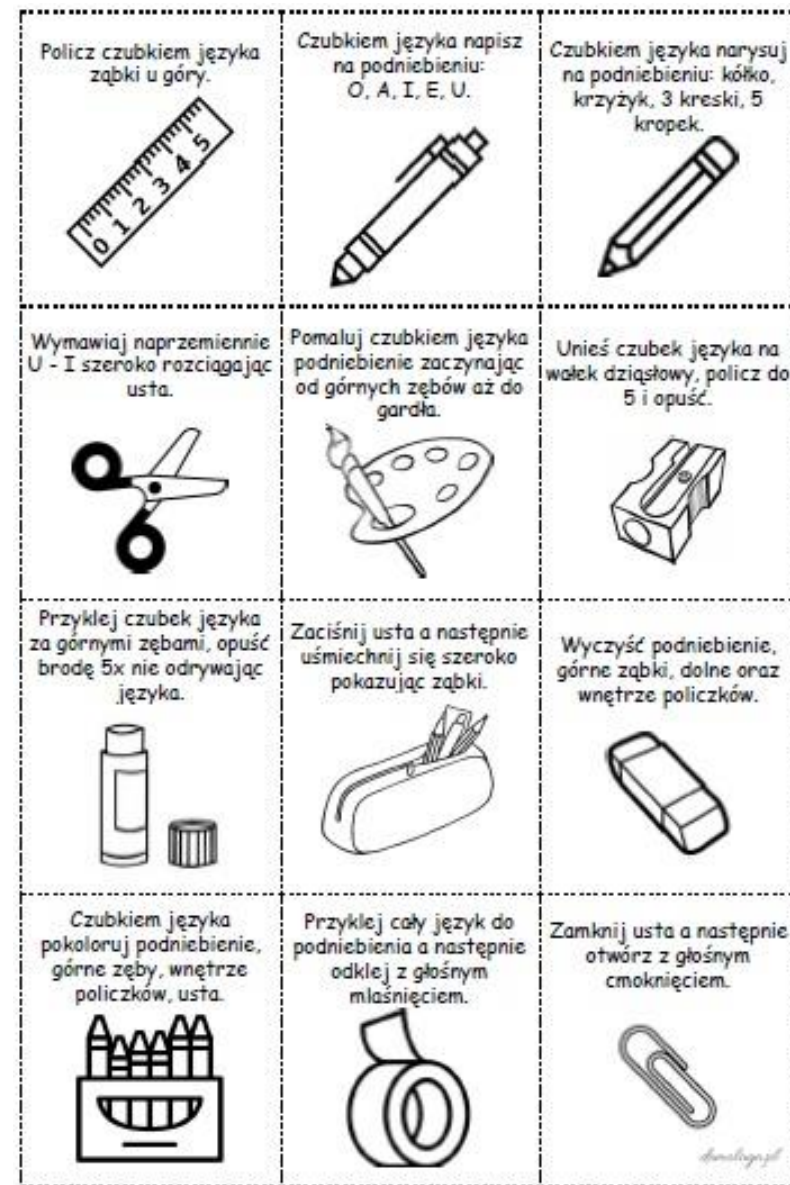 Policz czubkiem języka
ząbki u góry.
0 1 2 3 4 5
Czubkiem języka napisz
na podniebieniu:
O, A, I, E, U.
Czubkiem języka narysuj
na podniebieniu: kółko,
krzyżyk, 3 kreski, 5
kropek.
Wymawiaj naprzemiennie
U - I szeroko rozciągając
usta.
Pomaluj czubkiem języka
podniebienie zaczynając
od górnych zębów aż do
gardła.
Unieś czubek języka na
wałek dziąsłowy, policz do
5 i opuść.
Przyklej czubek języka
za górnymi zębami, opuść
brodę 5x nie odrywając
języka.
Zaciśnij usta a następnie
uśmiechnij się szeroko
pokazując ząbki.
Wyczyść podniebienie,
górne ząbki, dolne oraz
wnętrze policzków.
Czubkiem języka
pokoloruj podniebienie,
górne zęby, wnętrze
policzków, usta.
Przyklej cały język do
podniebienia a następnie
odklej z głośnym
mlaśnięciem.
Zamknij usta a następnie
otwórz z głośnym
cmoknięciem.